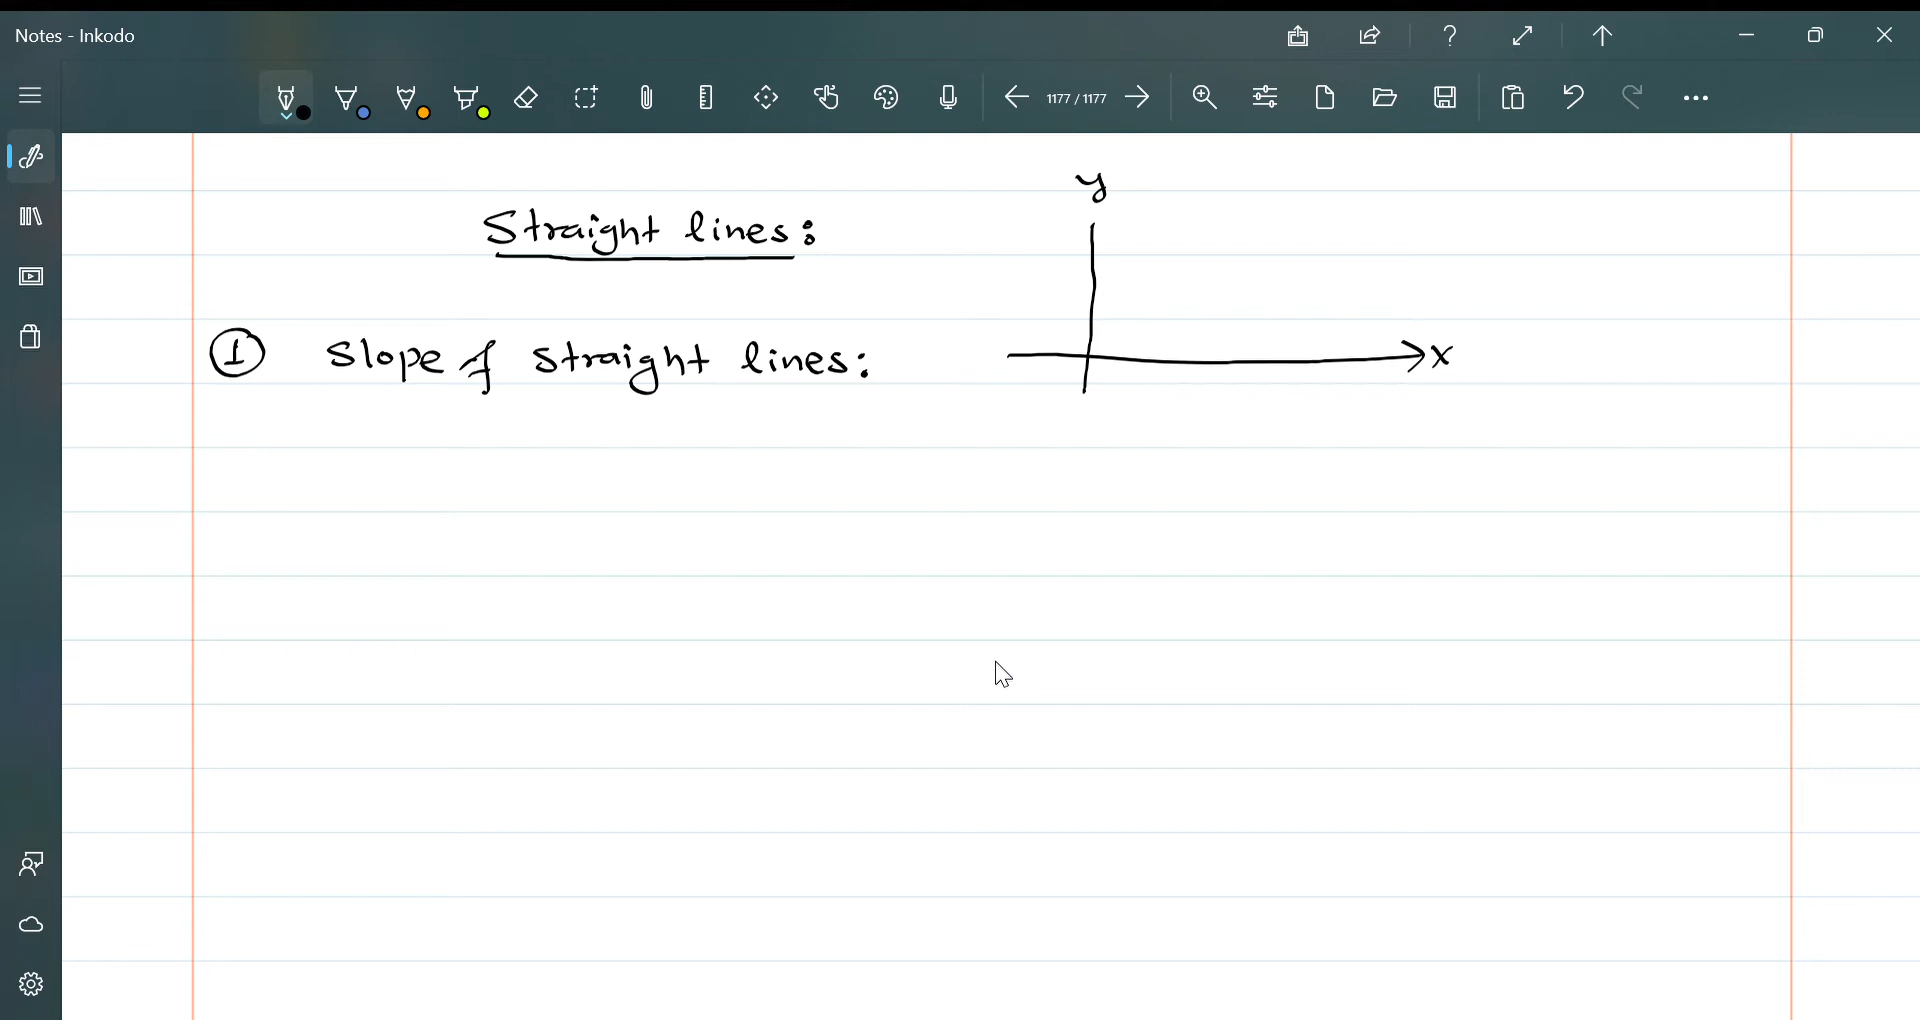 Notes - Inkodo
1177 / 1177
y
Straight lines:
① Slope of straight lines:
x